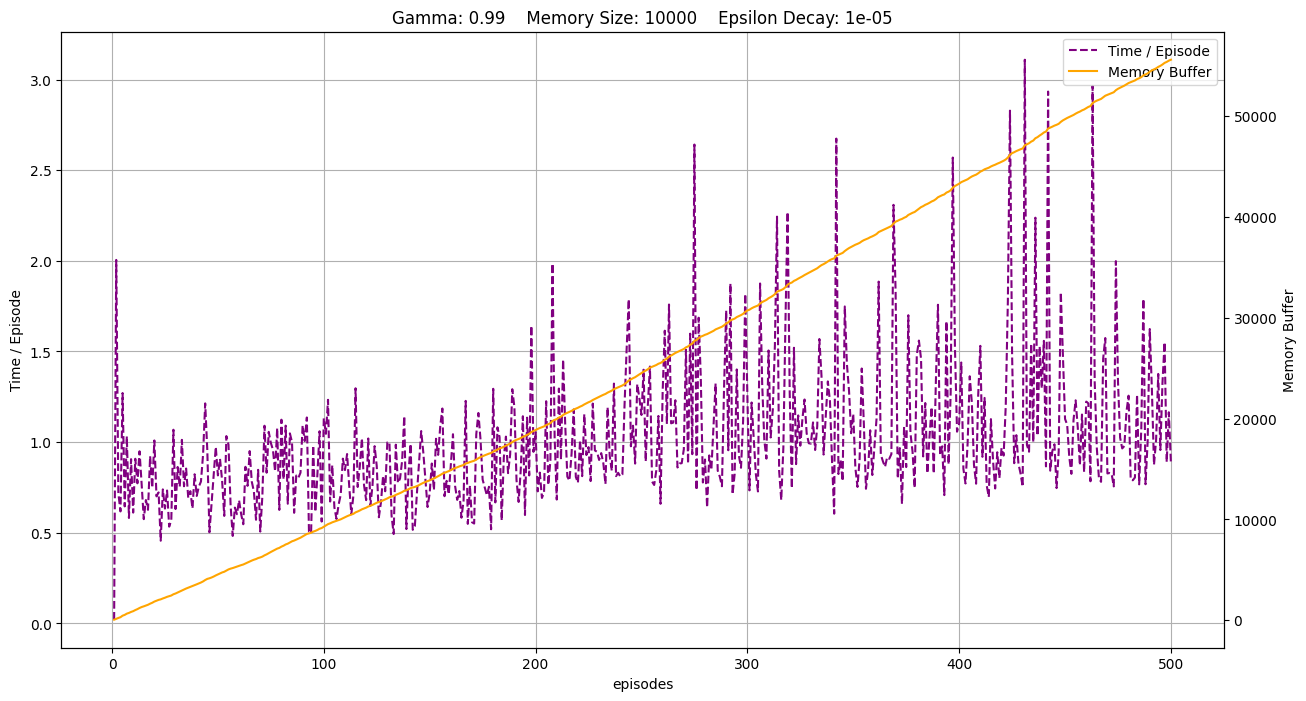 Gamma: 0.99    Memory Size: 10000    Epsilon Decay: 1e-05
Time / Episode
Memory Buffer
3.0
2.5
2.0
1.5
1.0
0.5
0.0
Time / Episode
50000
40000
30000
20000
10000
0
Memory Buffer
0 100 200 300 400 500
episodes